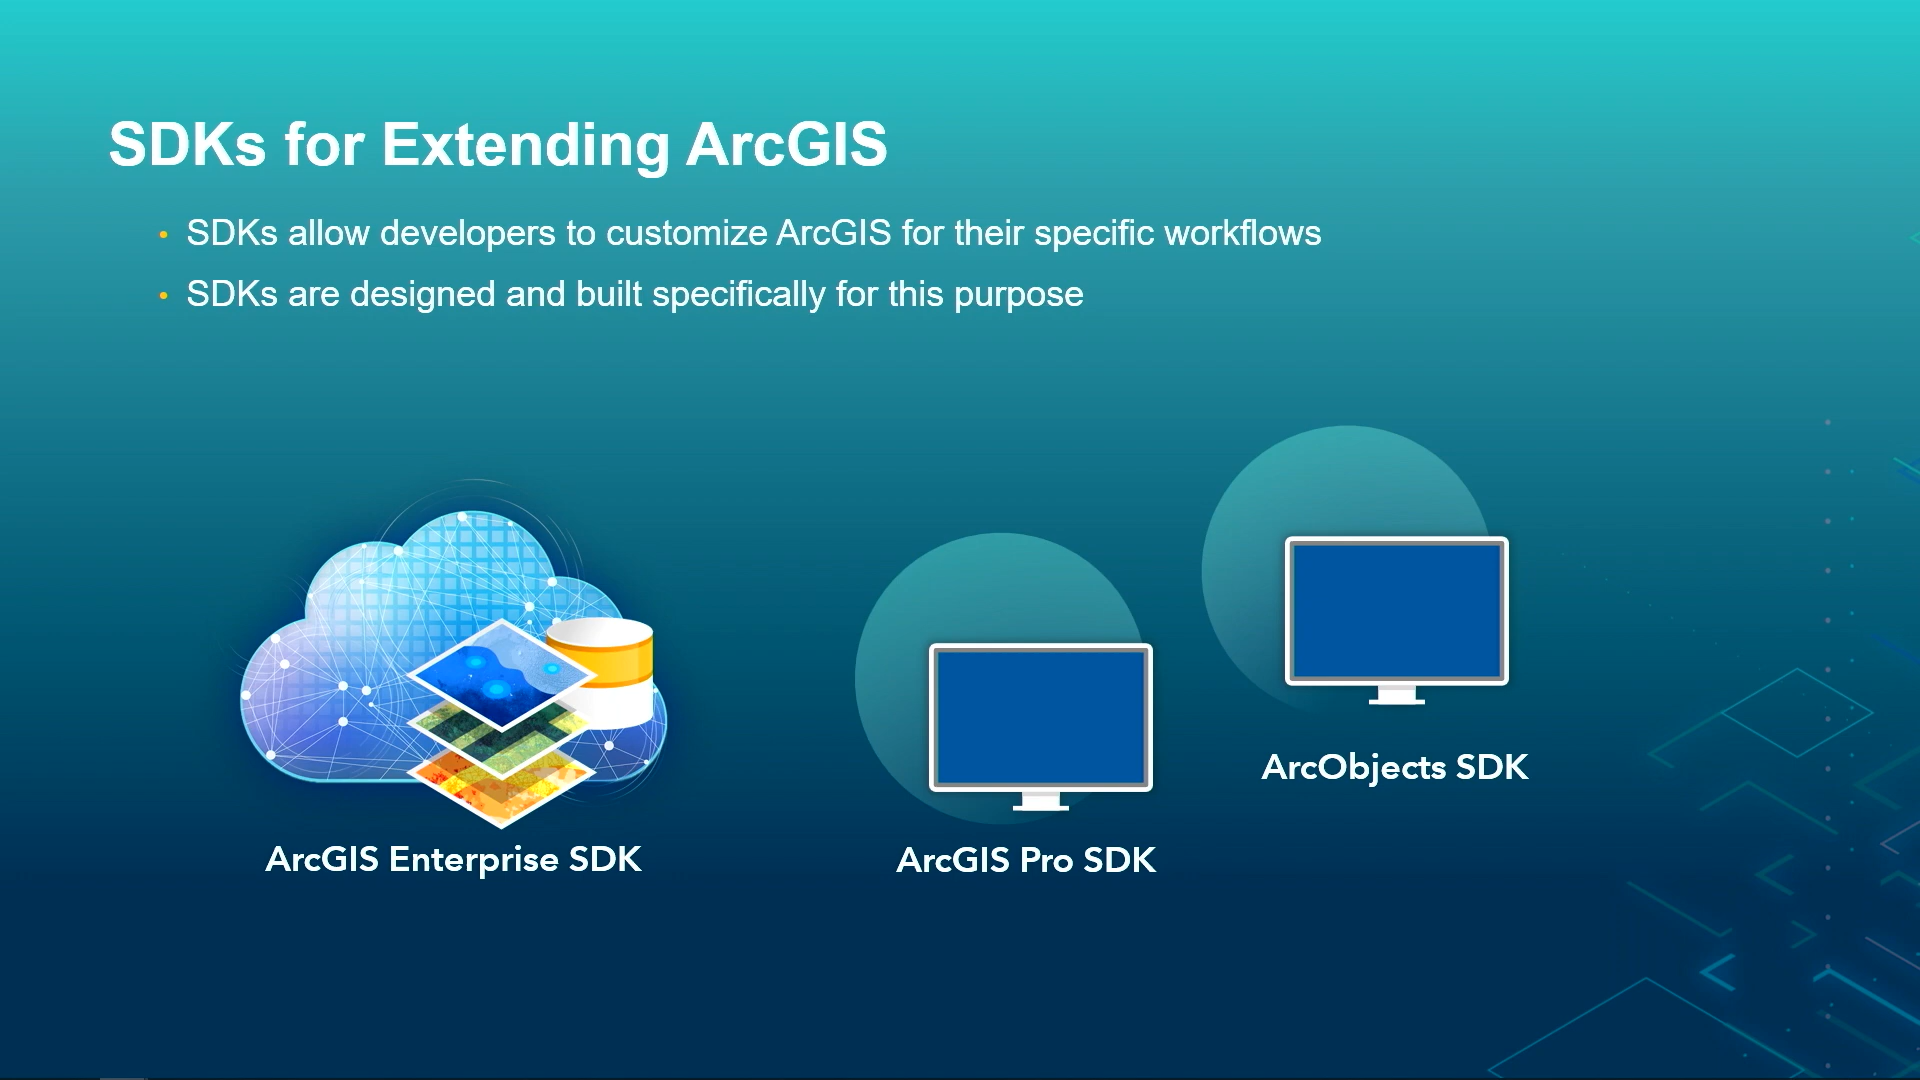 SDKs for Extending ArcGIS
SDKs allow developers to customize ArcGIS for their specific workflows
SDKs are designed and built specifically for this purpose
ArcObjects SDK
ArcGIS Enterprise SDK
ArcGIS Pro SDK